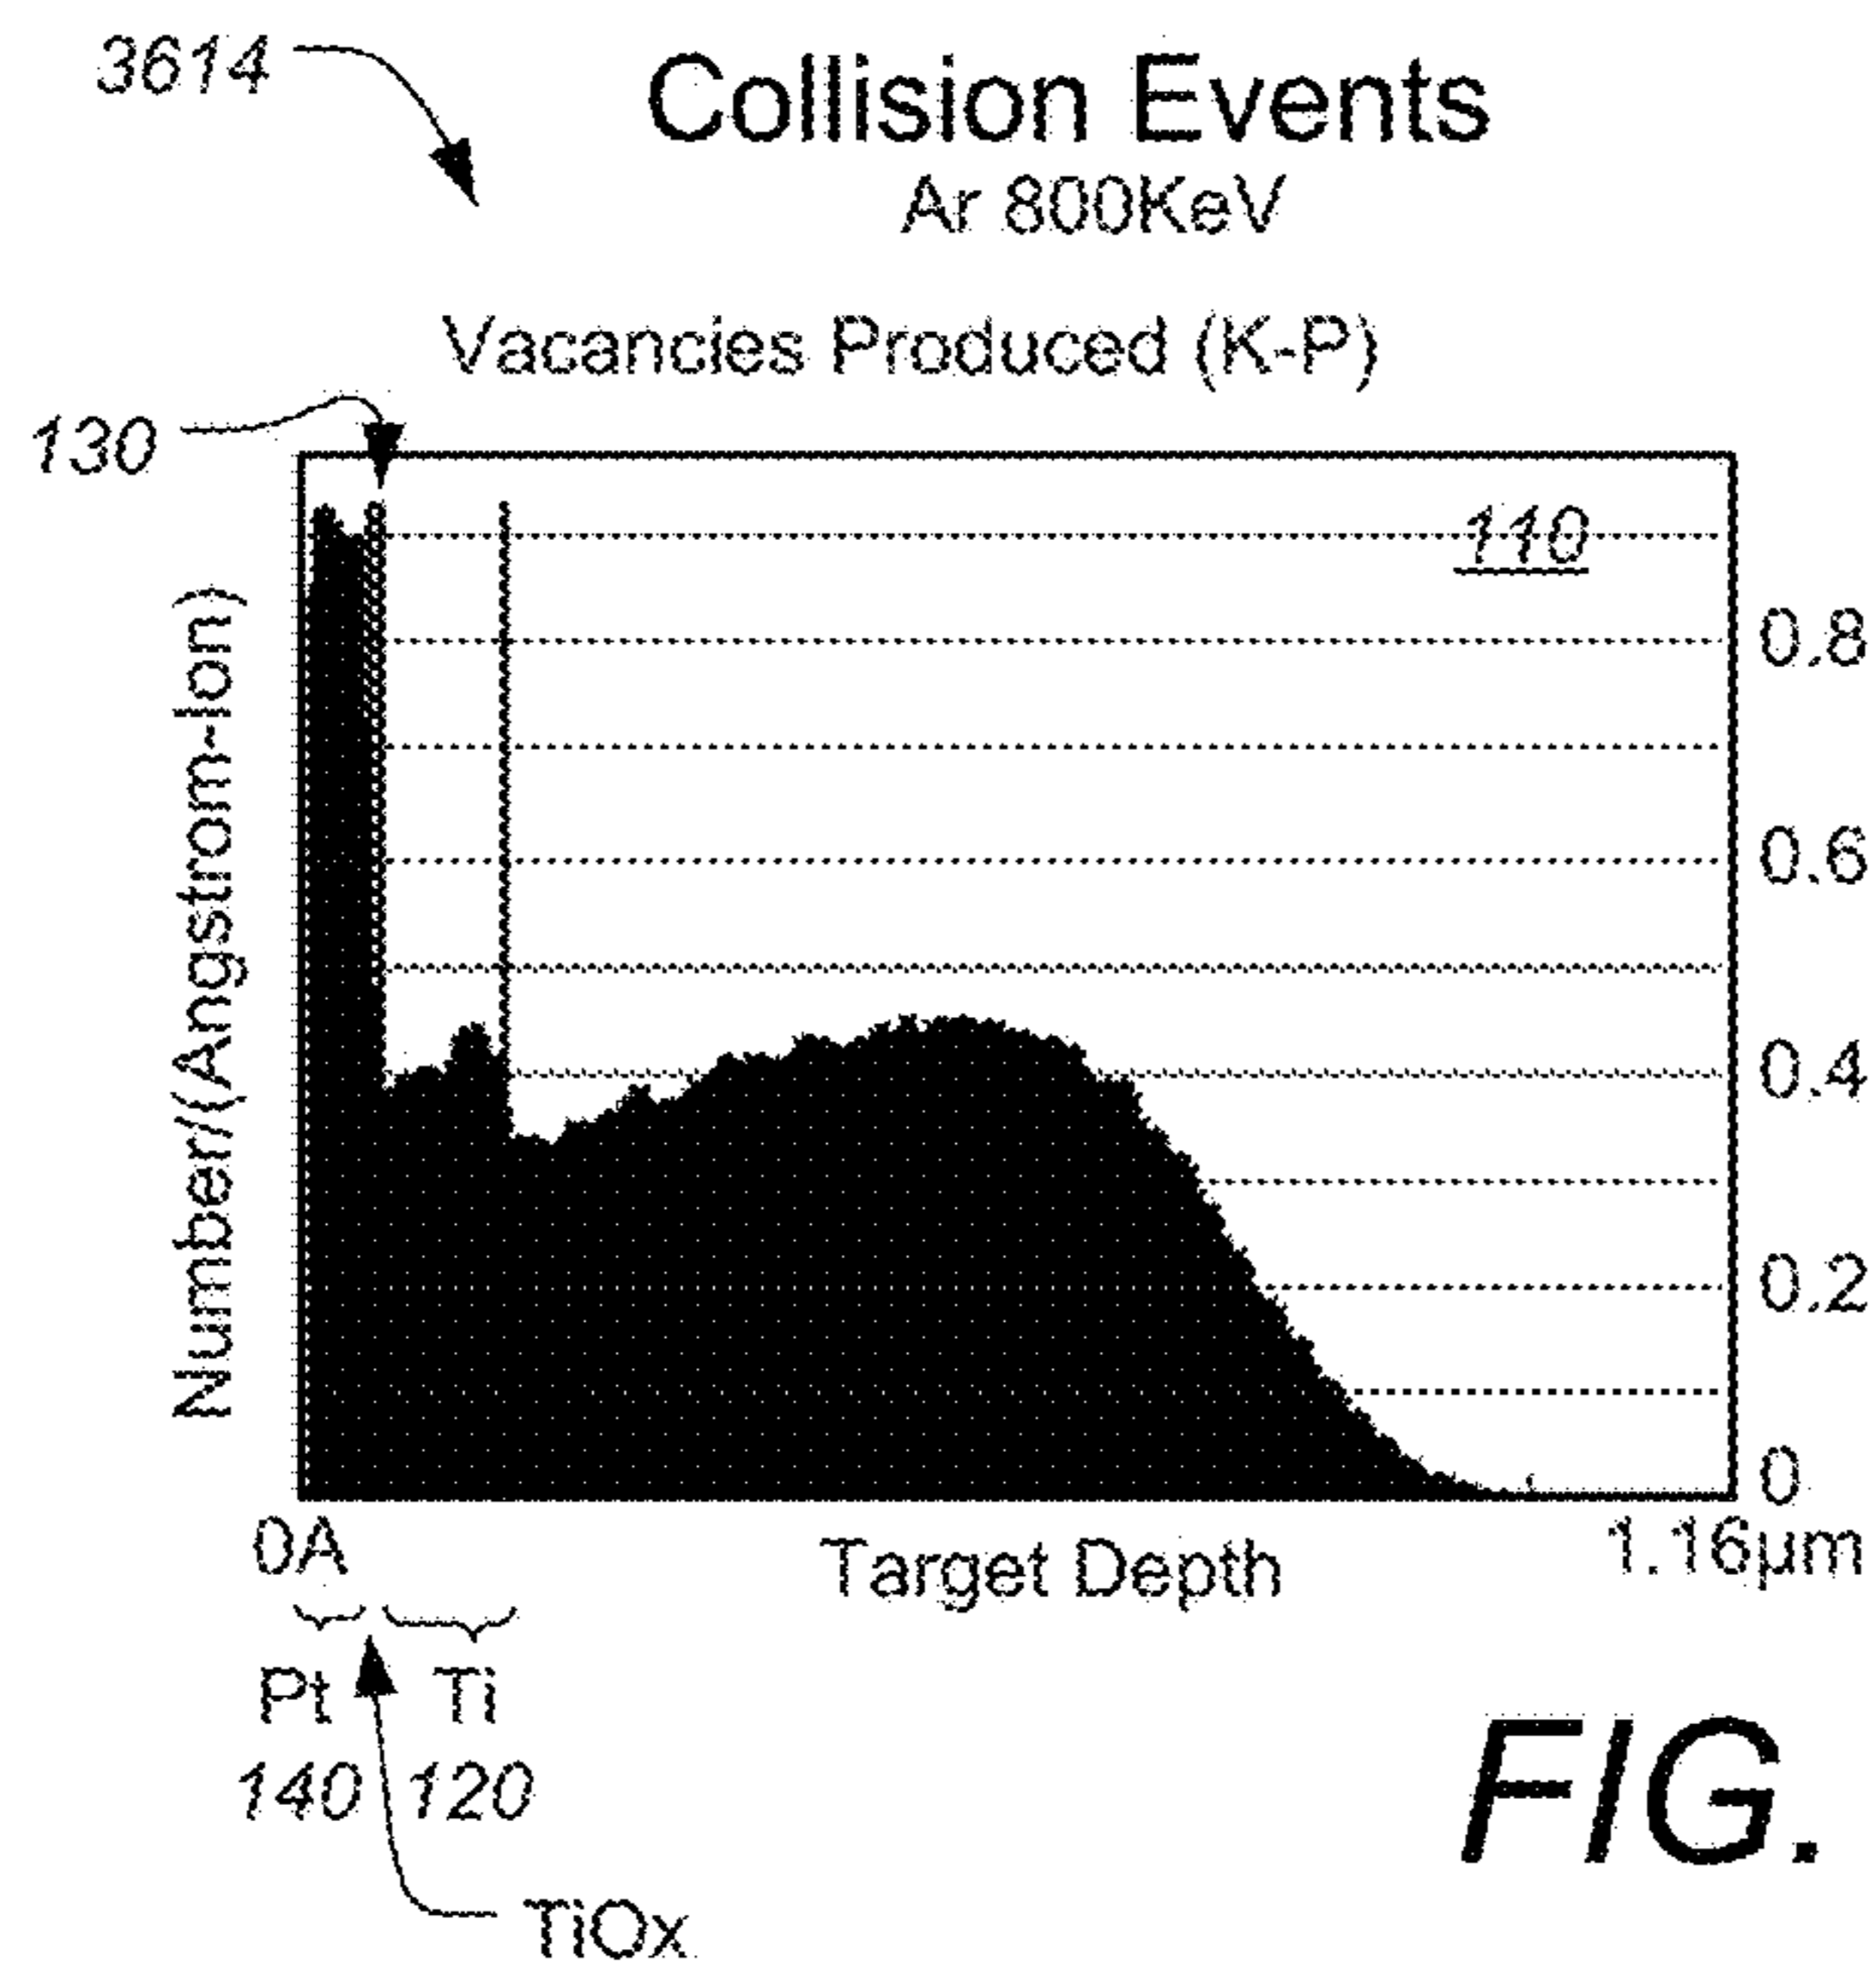 3614
Collision Events
Ar 800KeV
Vacancies Produced (K-P)
130
110
Number/(Angstrom-Ion)
0.8
0.6
0.4
0.2
0
0A
Target Depth
1.16µm
Pt
Ti
140
120
TiOx
FIG.